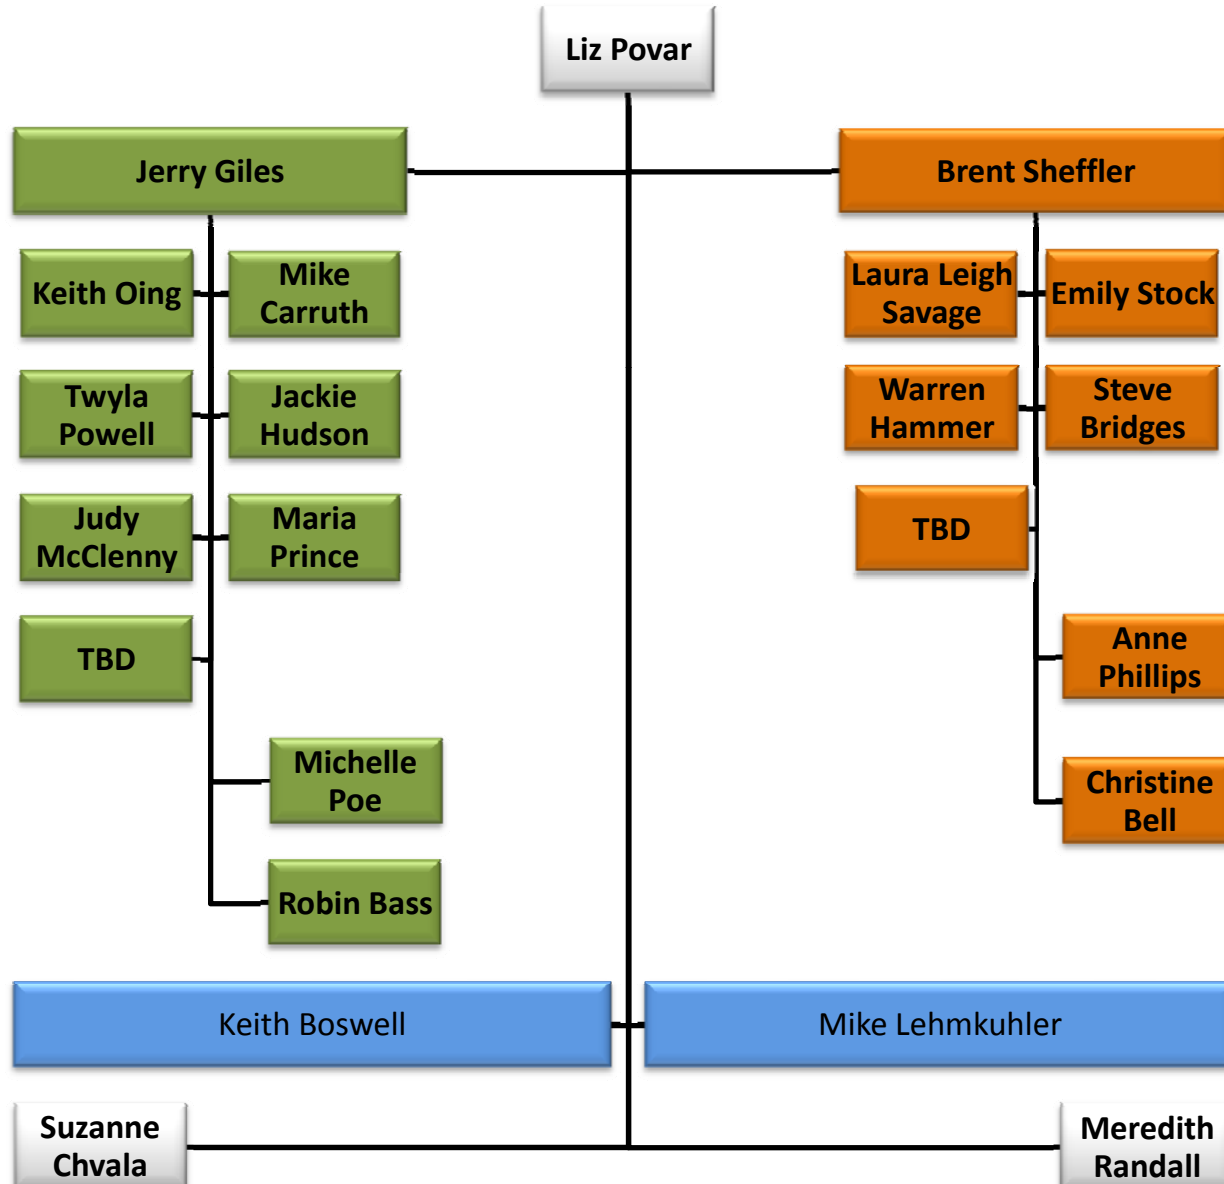 Liz Povar
Jerry Giles
Brent Sheffler
Keith Oing
Mike
Carruth
Laura Leigh
Savage
Emily Stock
Twyla
Powell
Jackie
Hudson
Warren
Hammer
Steve
Bridges
Judy
McClenny
Maria
Prince
TBD
TBD
Anne
Phillips
Michelle
Poe
Christine
Bell
Robin Bass
Keith Boswell
Mike Lehmkuhler
Suzanne
Chvala
Meredith
Randall